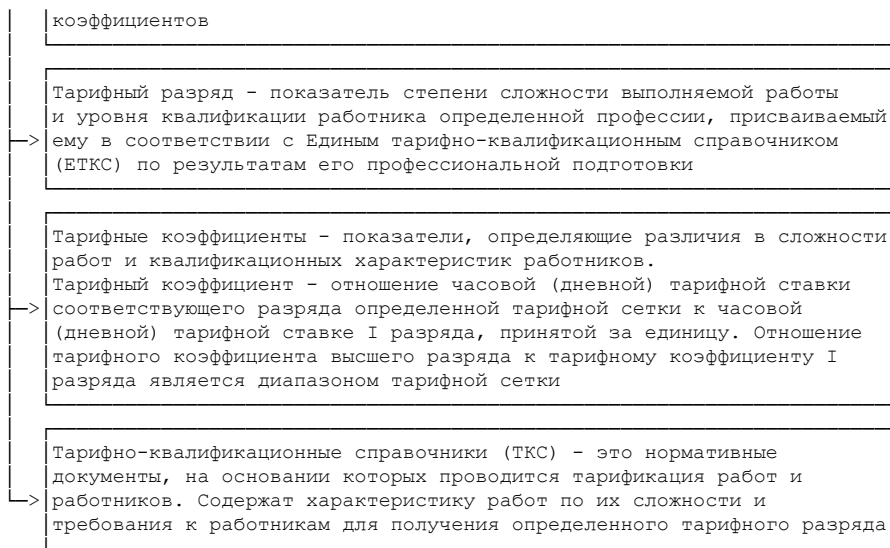 коэффициентов
Тарифный разряд - показатель степени сложности выполняемой работы
и уровня квалификации работника определенной профессии, присваиваемый
ему в соответствии с Единым тарифно-квалификационным справочником
(ЕТКС) по результатам его профессиональной подготовки
Тарифные коэффициенты - показатели, определяющие различия в сложности
работ и квалификационных характеристик работников.
Тарифный коэффициент - отношение часовой (дневной) тарифной ставки
соответствующего разряда определенной тарифной сетки к часовой
(дневной) тарифной ставке I разряда, принятой за единицу. Отношение
тарифного коэффициента высшего разряда к тарифному коэффициенту I
разряда является диапазоном тарифной сетки
Тарифно-квалификационные справочники (ТКС) - это нормативные
документы, на основании которых проводится тарификация работ и
работников. Содержат характеристику работ по их сложности и
требования к работникам для получения определенного тарифного разряда